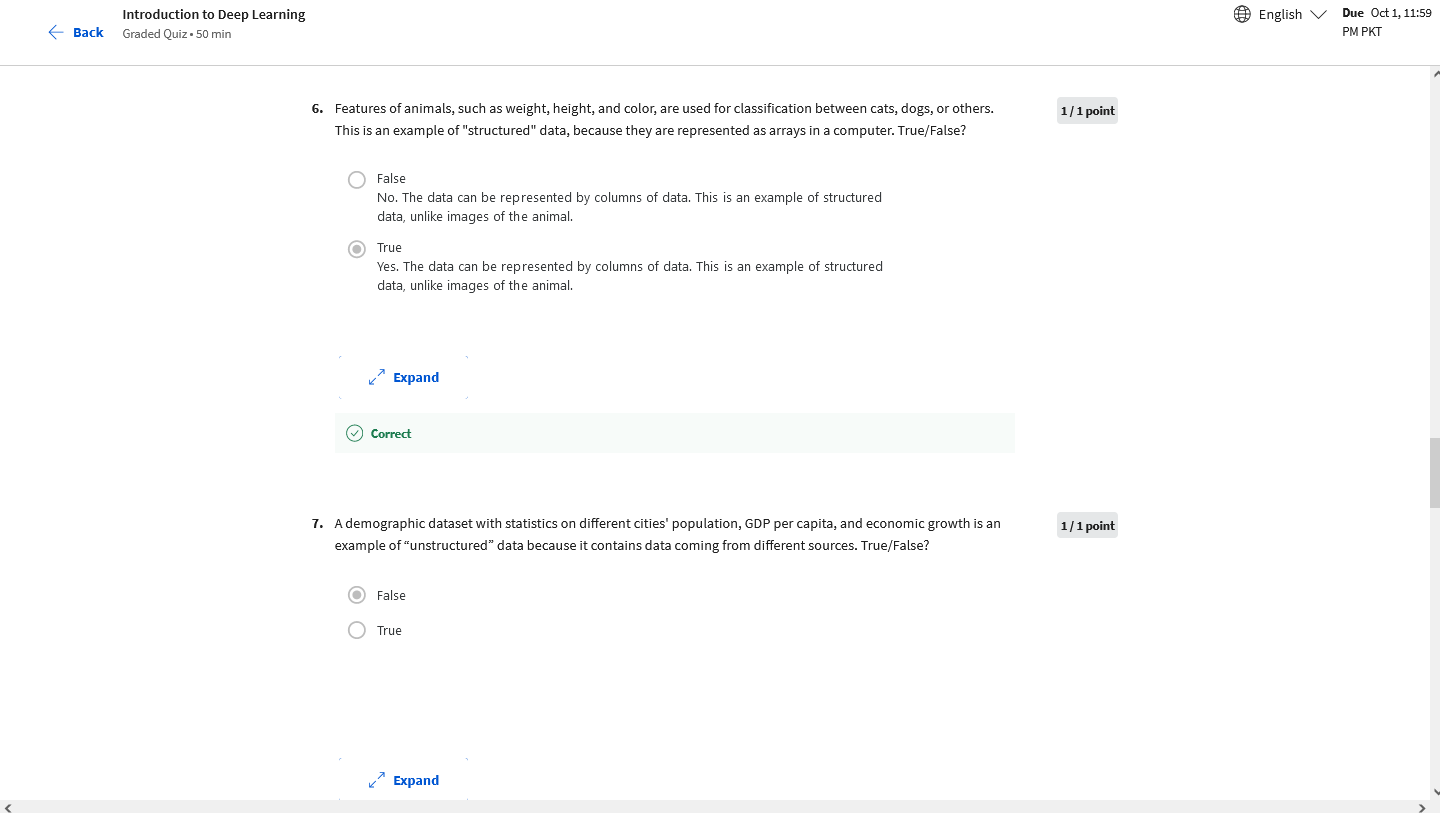 Back
Introduction to Deep Learning
Graded Quiz • 50 min
English
Due Oct 1, 11:59
PM PKT
6. Features of animals, such as weight, height, and color, are used for classification between cats, dogs, or others.
This is an example of "structured" data, because they are represented as arrays in a computer. True/False?
1 / 1 point
False
No. The data can be represented by columns of data. This is an example of structured
data, unlike images of the animal.
True
Yes. The data can be represented by columns of data. This is an example of structured
data, unlike images of the animal.
Expand
Correct
7. A demographic dataset with statistics on different cities' population, GDP per capita, and economic growth is an
example of “unstructured” data because it contains data coming from different sources. True/False?
1 / 1 point
False
True
Expand